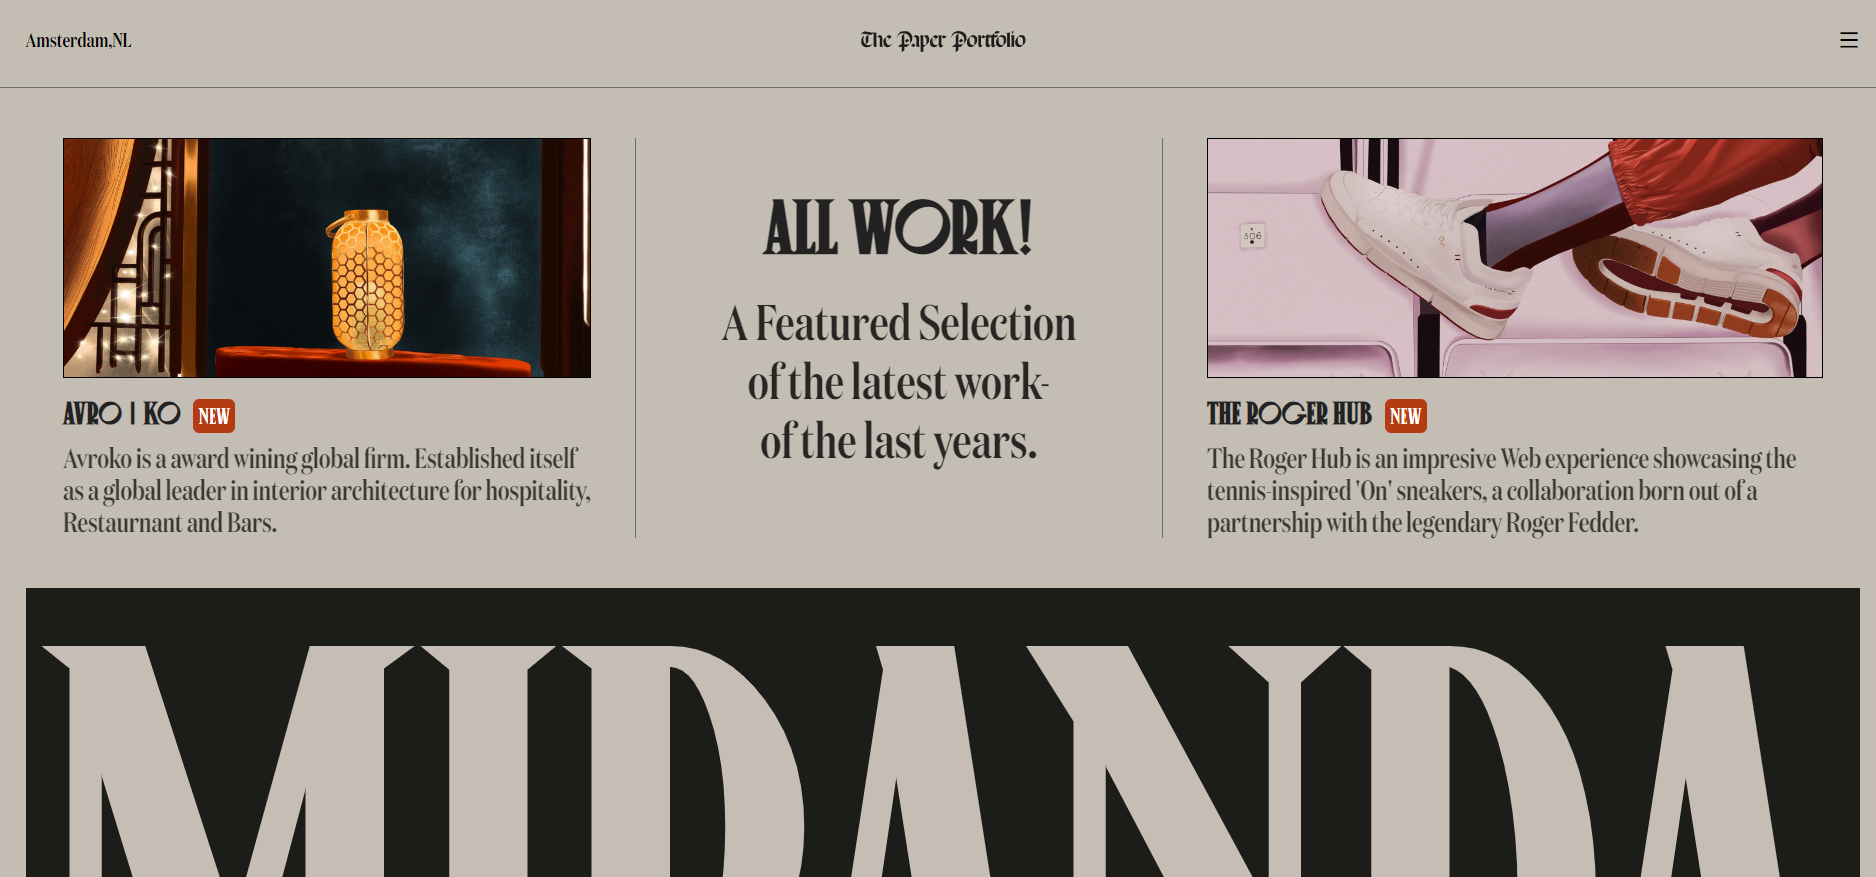 Amsterdam,NL
The Paper Portfolio
306
AVRO | KO NEW
Avroko is a award wining global firm. Established itself
as a global leader in interior architecture for hospitality,
Restaurnant and Bars.
ALL WORK!
A Featured Selection
of the latest work-
of the last years.
THE ROGER HUB NEW
The Roger Hub is an impresive Web experience showcasing the
tennis-inspired 'On' sneakers, a collaboration born out of a
partnership with the legendary Roger Fedder.
MIRANDA